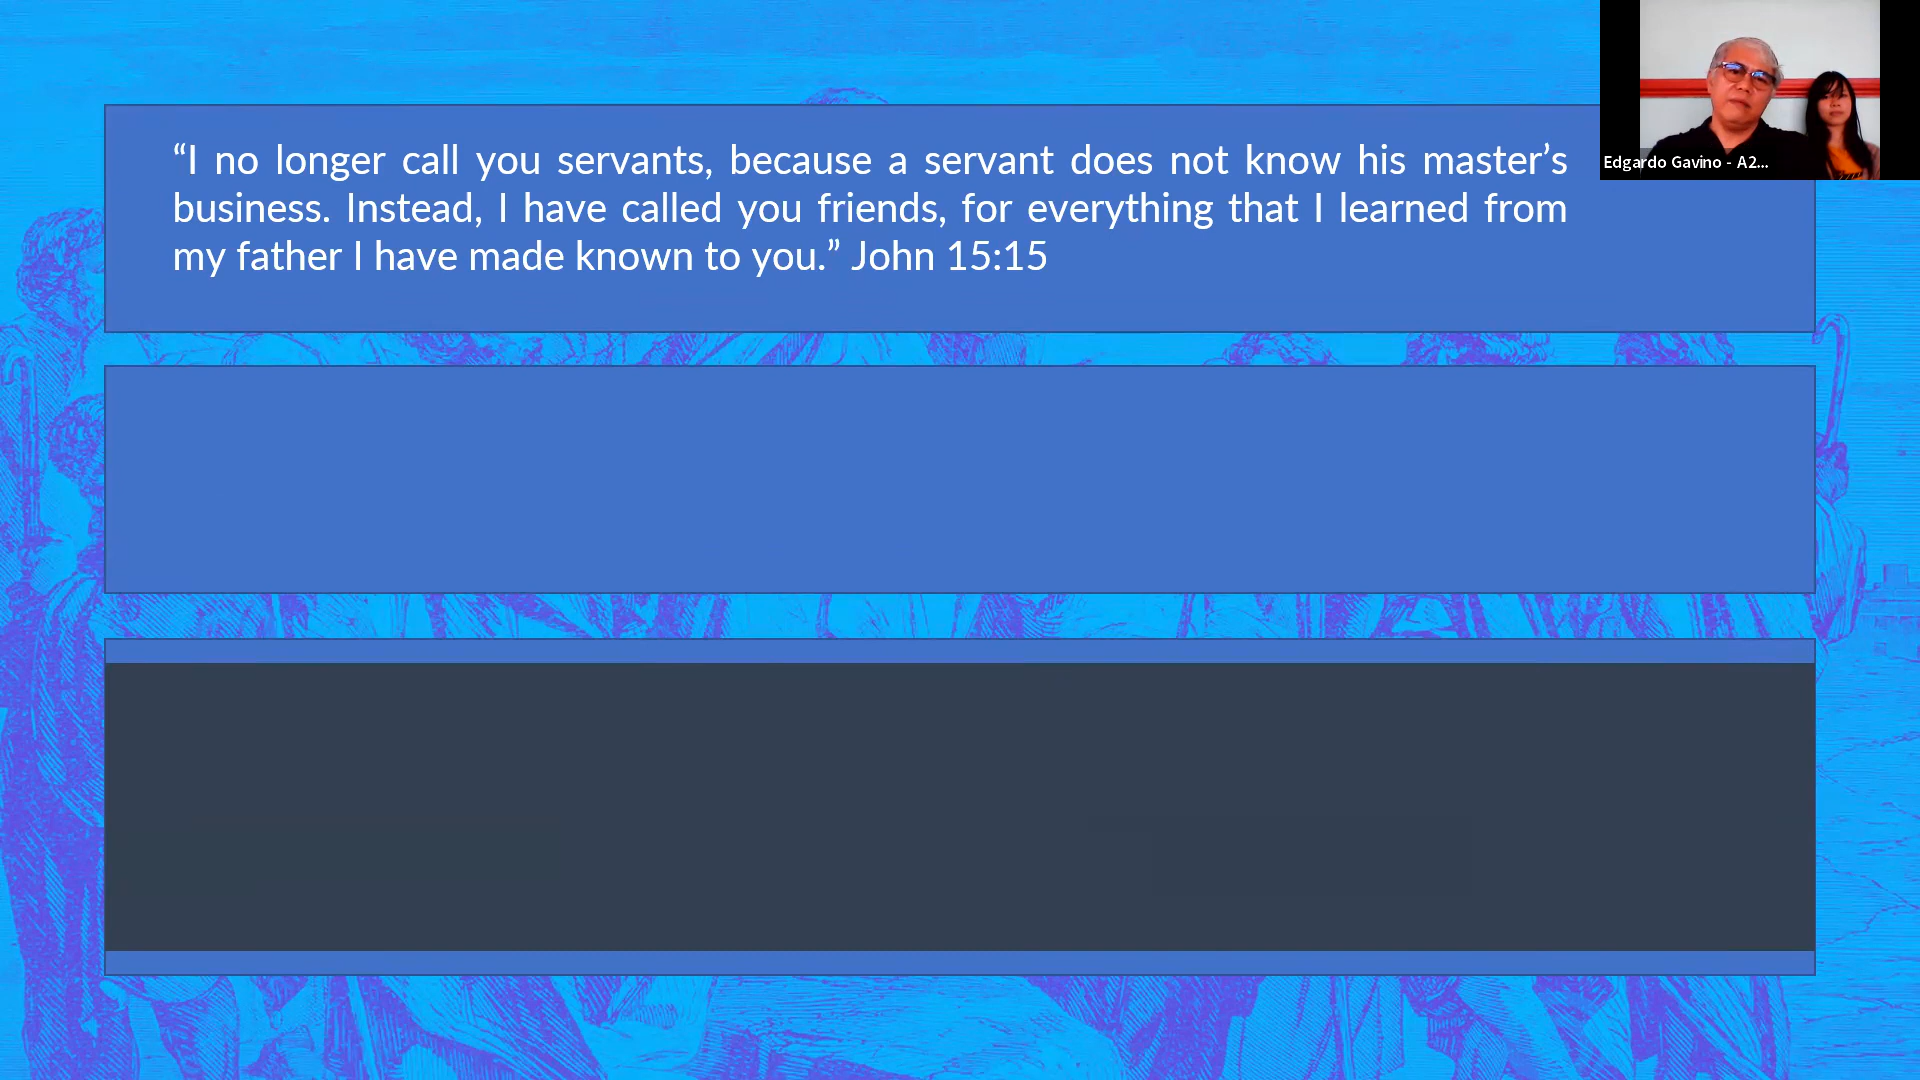 “I no longer call you servants, because a servant does not know his master’s
business. Instead, I have called you friends, for everything that I learned from
my father I have made known to you.” John 15:15
Edgardo Gavino - A2...